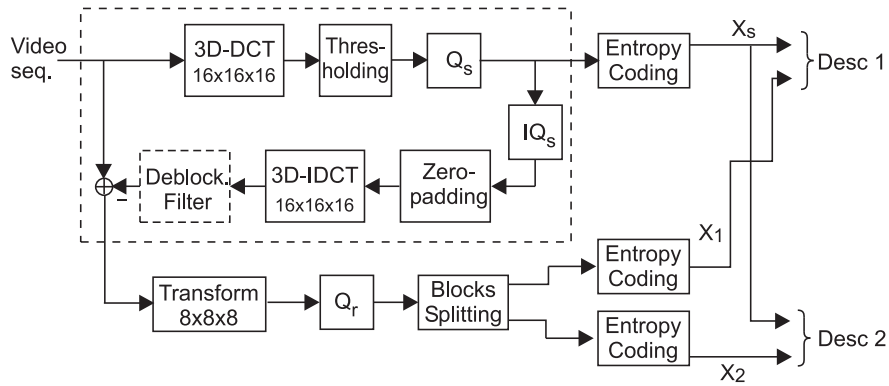 Video
seq.
3D-DCT
16x16x16
Thres-
holding
Qs
Entropy
Coding
Xs
Desc 1
IQs
Deblock.
Filter
3D-IDCT
16x16x16
Zero-
padding
–
Transform
8x8x8
Qr
Blocks
Splitting
Entropy
Coding
X1
Entropy
Coding
X2
Desc 2